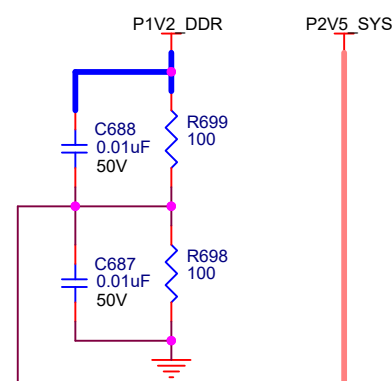 P1V2_DDR
P2V5_SYS
C688
0.01uF
50V
R699
100
C687
0.01uF
50V
R698
100